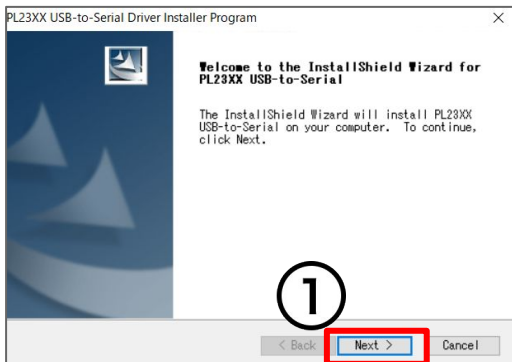 PL23XX USB-to-Serial Driver Installer Program
Welcome to the InstallShield Wizard for
PL23XX USB-to-Serial
The InstallShield Wizard will install PL23XX
USB-to-Serial on your computer. To continue,
click Next.
①
< Back
Next >
Cancel